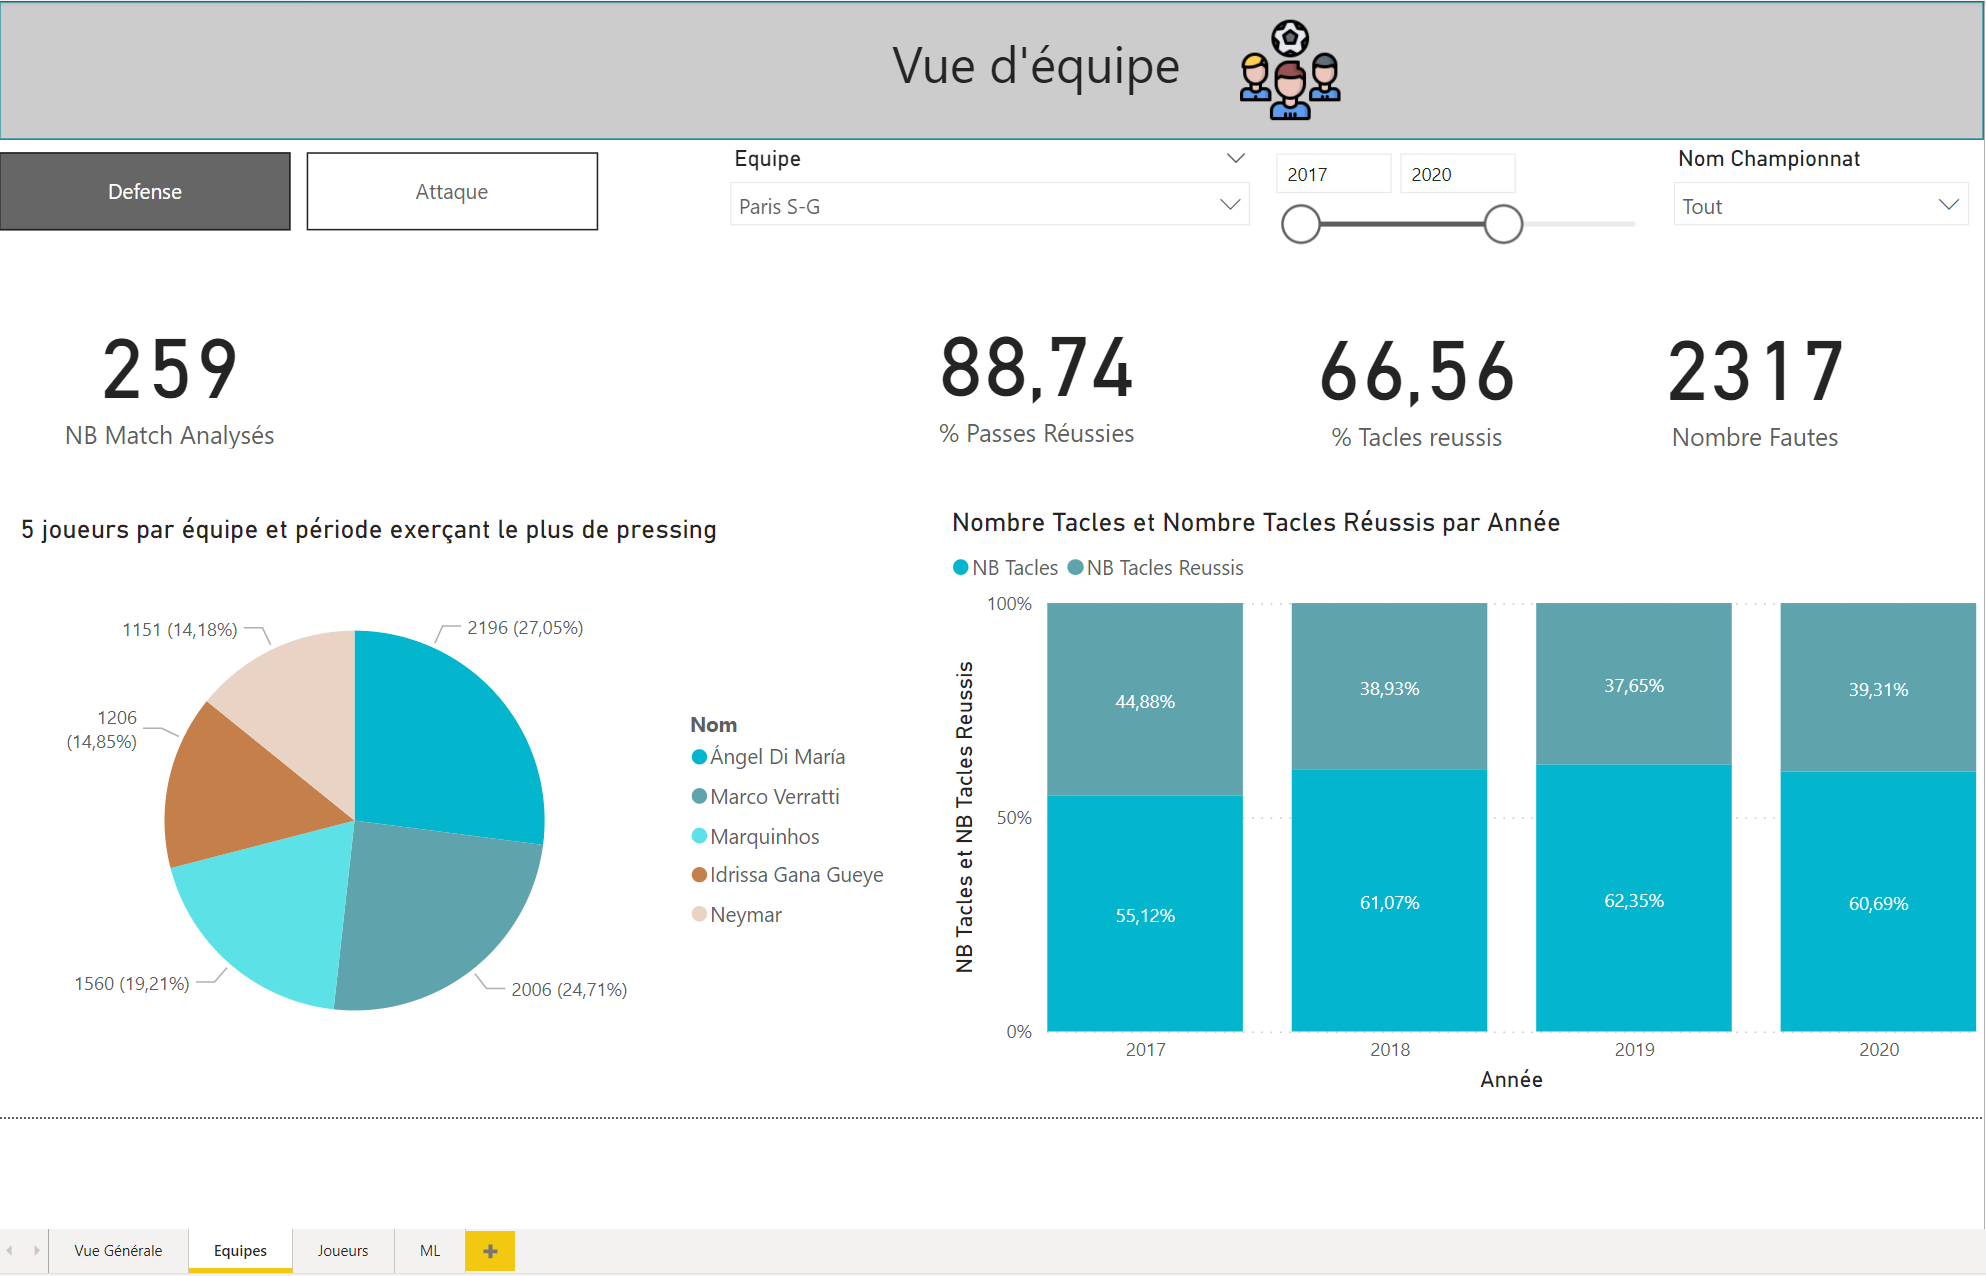 Vue d'équipe
Defense
Attaque
Equipe
Paris S-G
2017
2020
Nom Championnat
Tout
259
NB Match Analysés
88,74
% Passes Réussies
66,56
% Tacles reussis
2317
Nombre Fautes
5 joueurs par équipe et période exerçant le plus de pressing
1151 (14,18%)
2196 (27,05%)
1206
(14,85%)
1560 (19,21%)
2006 (24,71%)
Nom
Ángel Di María
Marco Verratti
Marquinhos
Idrissa Gana Gueye
Neymar
Nombre Tacles et Nombre Tacles Réussis par Année
NB Tacles
NB Tacles Reussis
NB Tacles et NB Tacles Reussis
100%
50%
0%
44,88%
38,93%
37,65%
39,31%
55,12%
61,07%
62,35%
60,69%
2017
2018
2019
2020
Année
Vue Générale
Equipes
Joueurs
ML
+